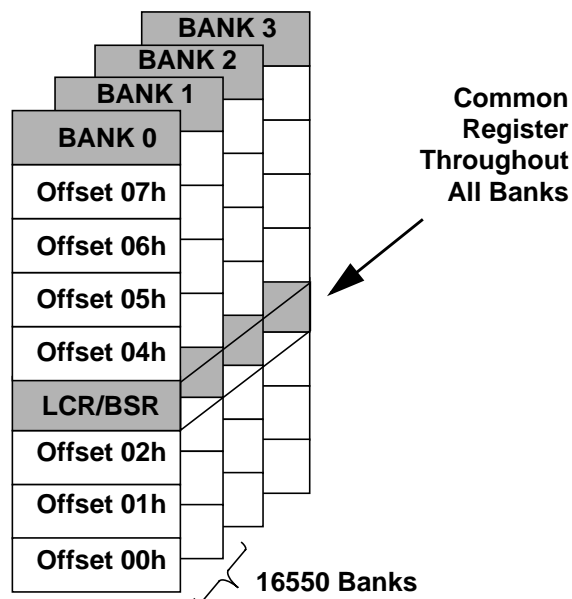 BANK 3
BANK 2
BANK 1
BANK 0
Common
Register
Throughout
All Banks
Offset 07h
Offset 06h
Offset 05h
Offset 04h
LCR/BSR
Offset 02h
Offset 01h
Offset 00h
16550 Banks